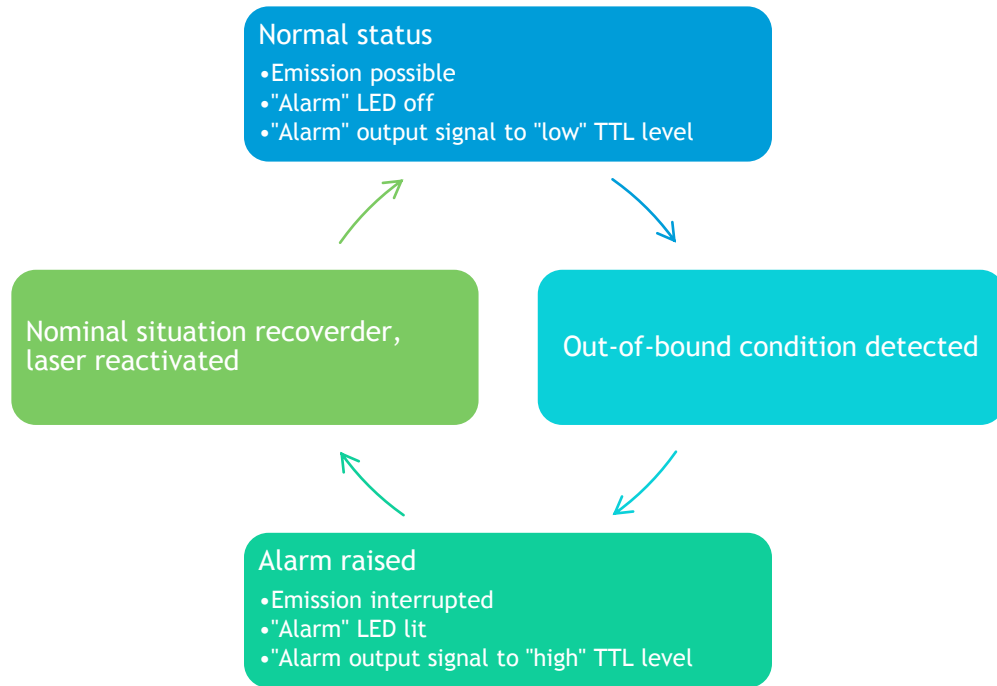 Normal status
•Emission possible
•"Alarm" LED off
•"Alarm" output signal to "low" TTL level
Nominal situation recoverder,
laser reactivated
Out-of-bound condition detected
Alarm raised
•Emission interrupted
•"Alarm" LED lit
•"Alarm output signal to "high" TTL level